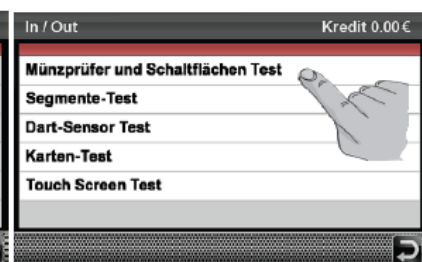 In / Out Kredit 0.00€
Münzprüfer und Schaltflächen Test
Segmente-Test
Dart-Sensor Test
Karten-Test
Touch Screen Test